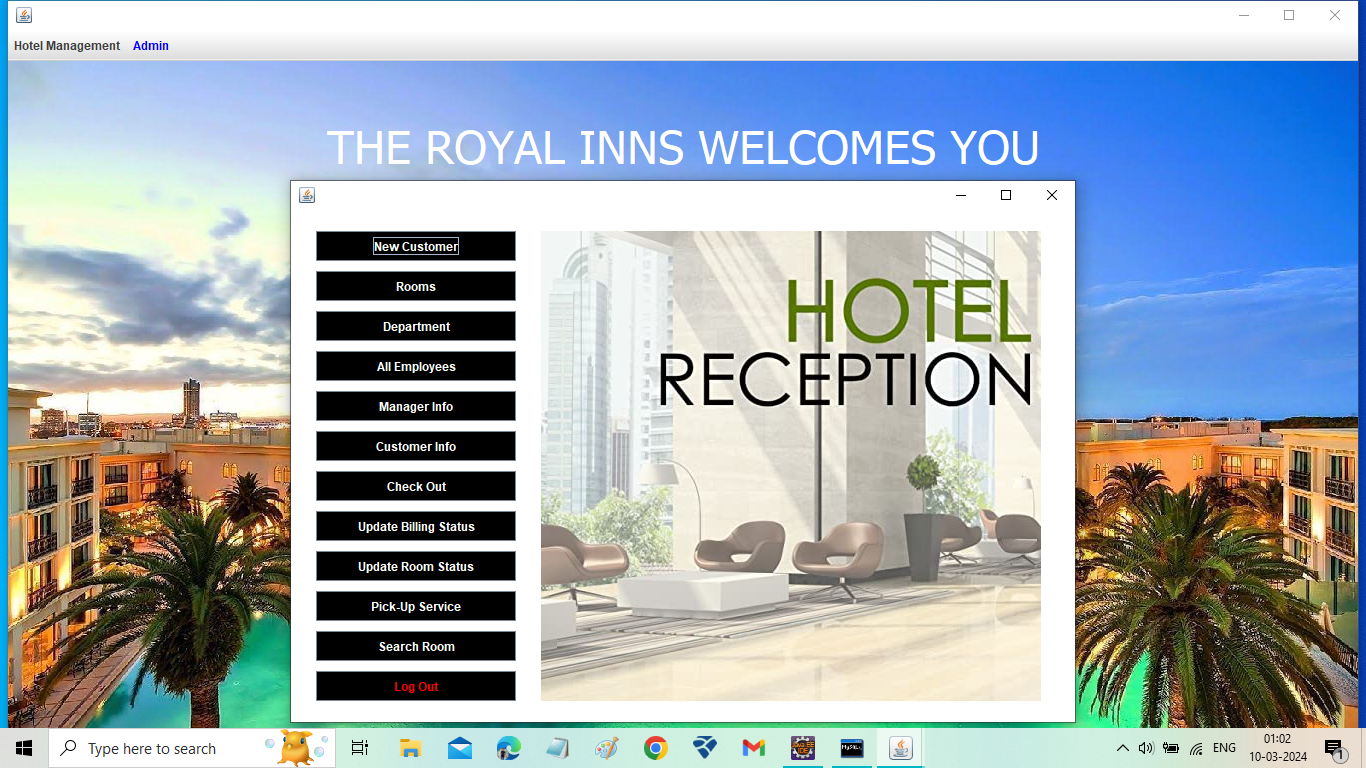 Hotel Management Admin
THE ROYAL INNS WELCOMES YOU
New Customer
Rooms
Department
All Employees
Manager Info
Customer Info
Check Out
Update Billing Status
Update Room Status
Pick-Up Service
Search Room
Log Out
HOTEL
RECEPTION
Type here to search
ENG
01:02
10-03-2024
1